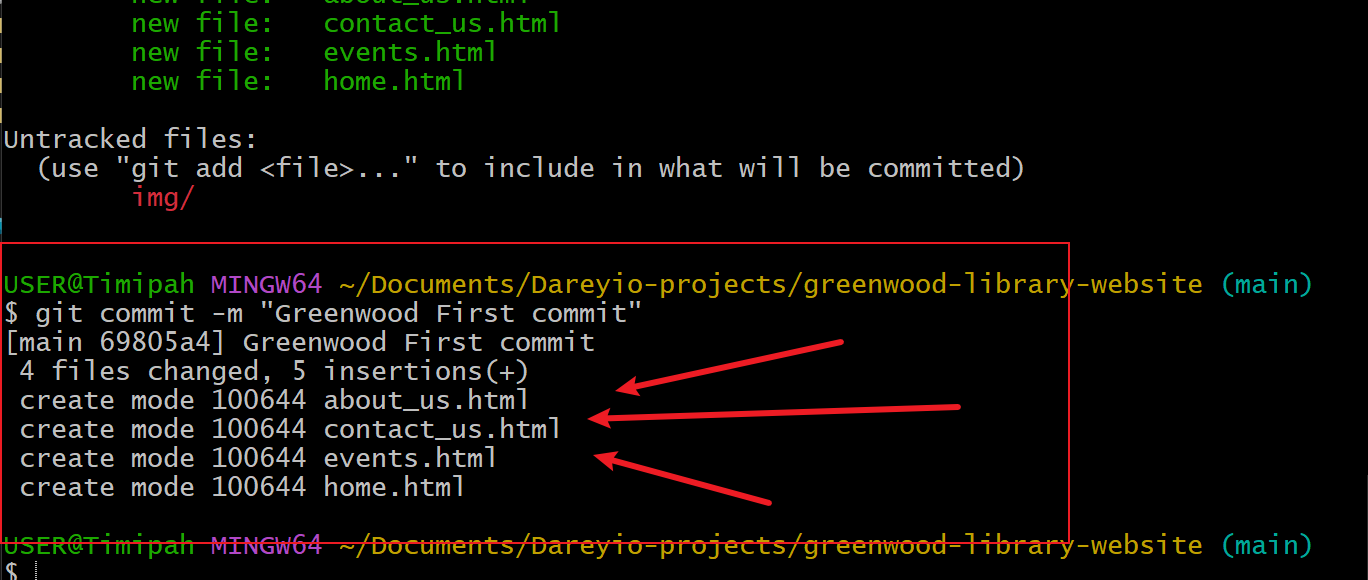 new file:   about_us.html
new file:   contact_us.html
new file:   events.html
new file:   home.html
Untracked files:
(use "git add <file>..." to include in what will be committed)
img/
USER@Timipah MINGW64 ~/Documents/Dareyio-projects/greenwood-library-website (main)
$ git commit -m "Greenwood First commit"
[main 69805a4] Greenwood First commit
4 files changed, 5 insertions(+)
create mode 100644 about_us.html
create mode 100644 contact_us.html
create mode 100644 events.html
create mode 100644 home.html
USER@Timipah MINGW64 ~/Documents/Dareyio-projects/greenwood-library-website (main)
$